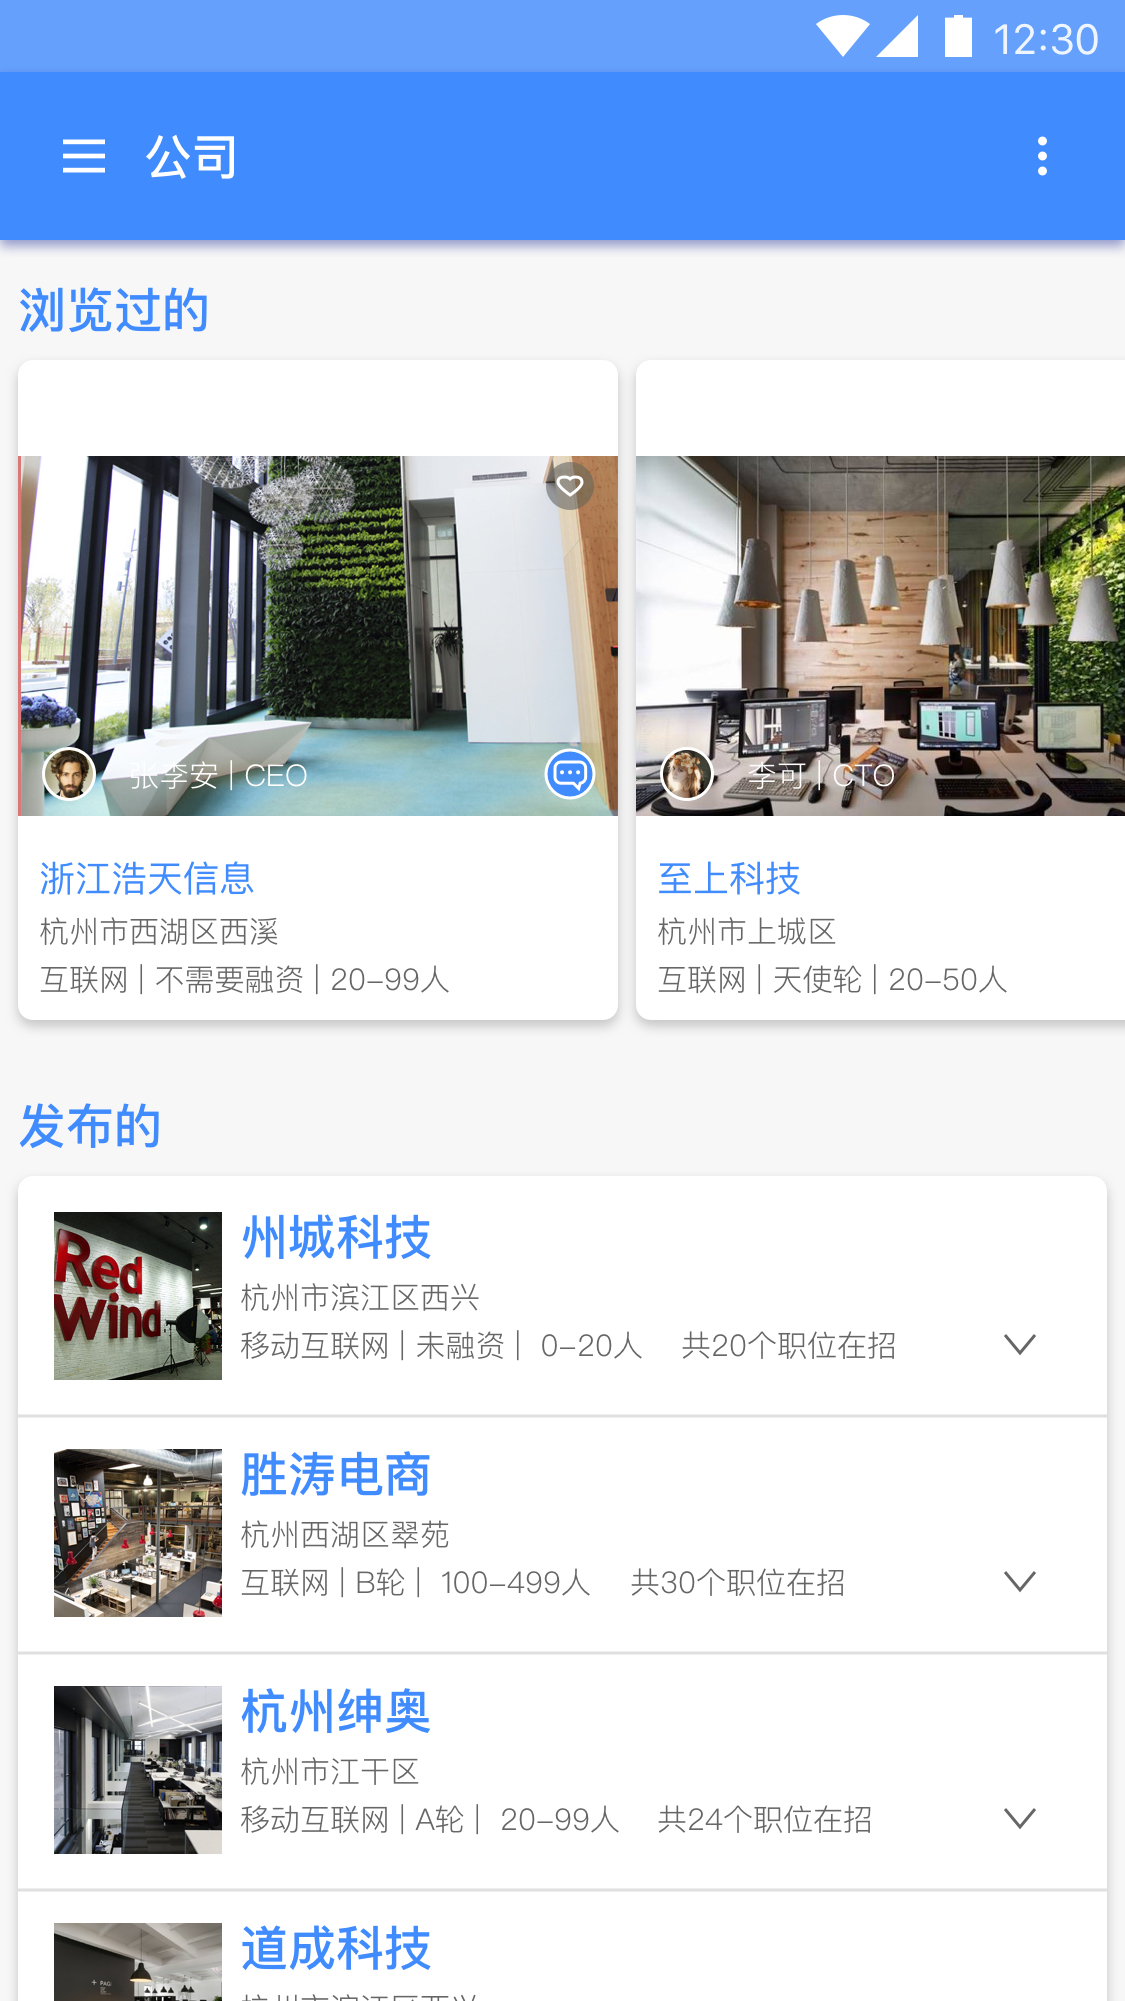 12:30
公司
浏览过的
张李安 | CEO
李可 | CTO
浙江浩天信息
杭州市西湖区西溪
互联网 | 不需要融资 | 20-99人
至上科技
杭州市上城区
互联网 | 天使轮 | 20-50人
发布的
Red
Wind
州城科技
杭州市滨江区西兴
移动互联网 | 未融资 | 0-20人 共20个职位在招
胜涛电商
杭州西湖区翠苑
互联网 | B轮 | 100-499人 共30个职位在招
杭州绅奥
杭州市江干区
移动互联网 | A轮 | 20-99人 共24个职位在招
道成科技
杭州市滨江区西兴